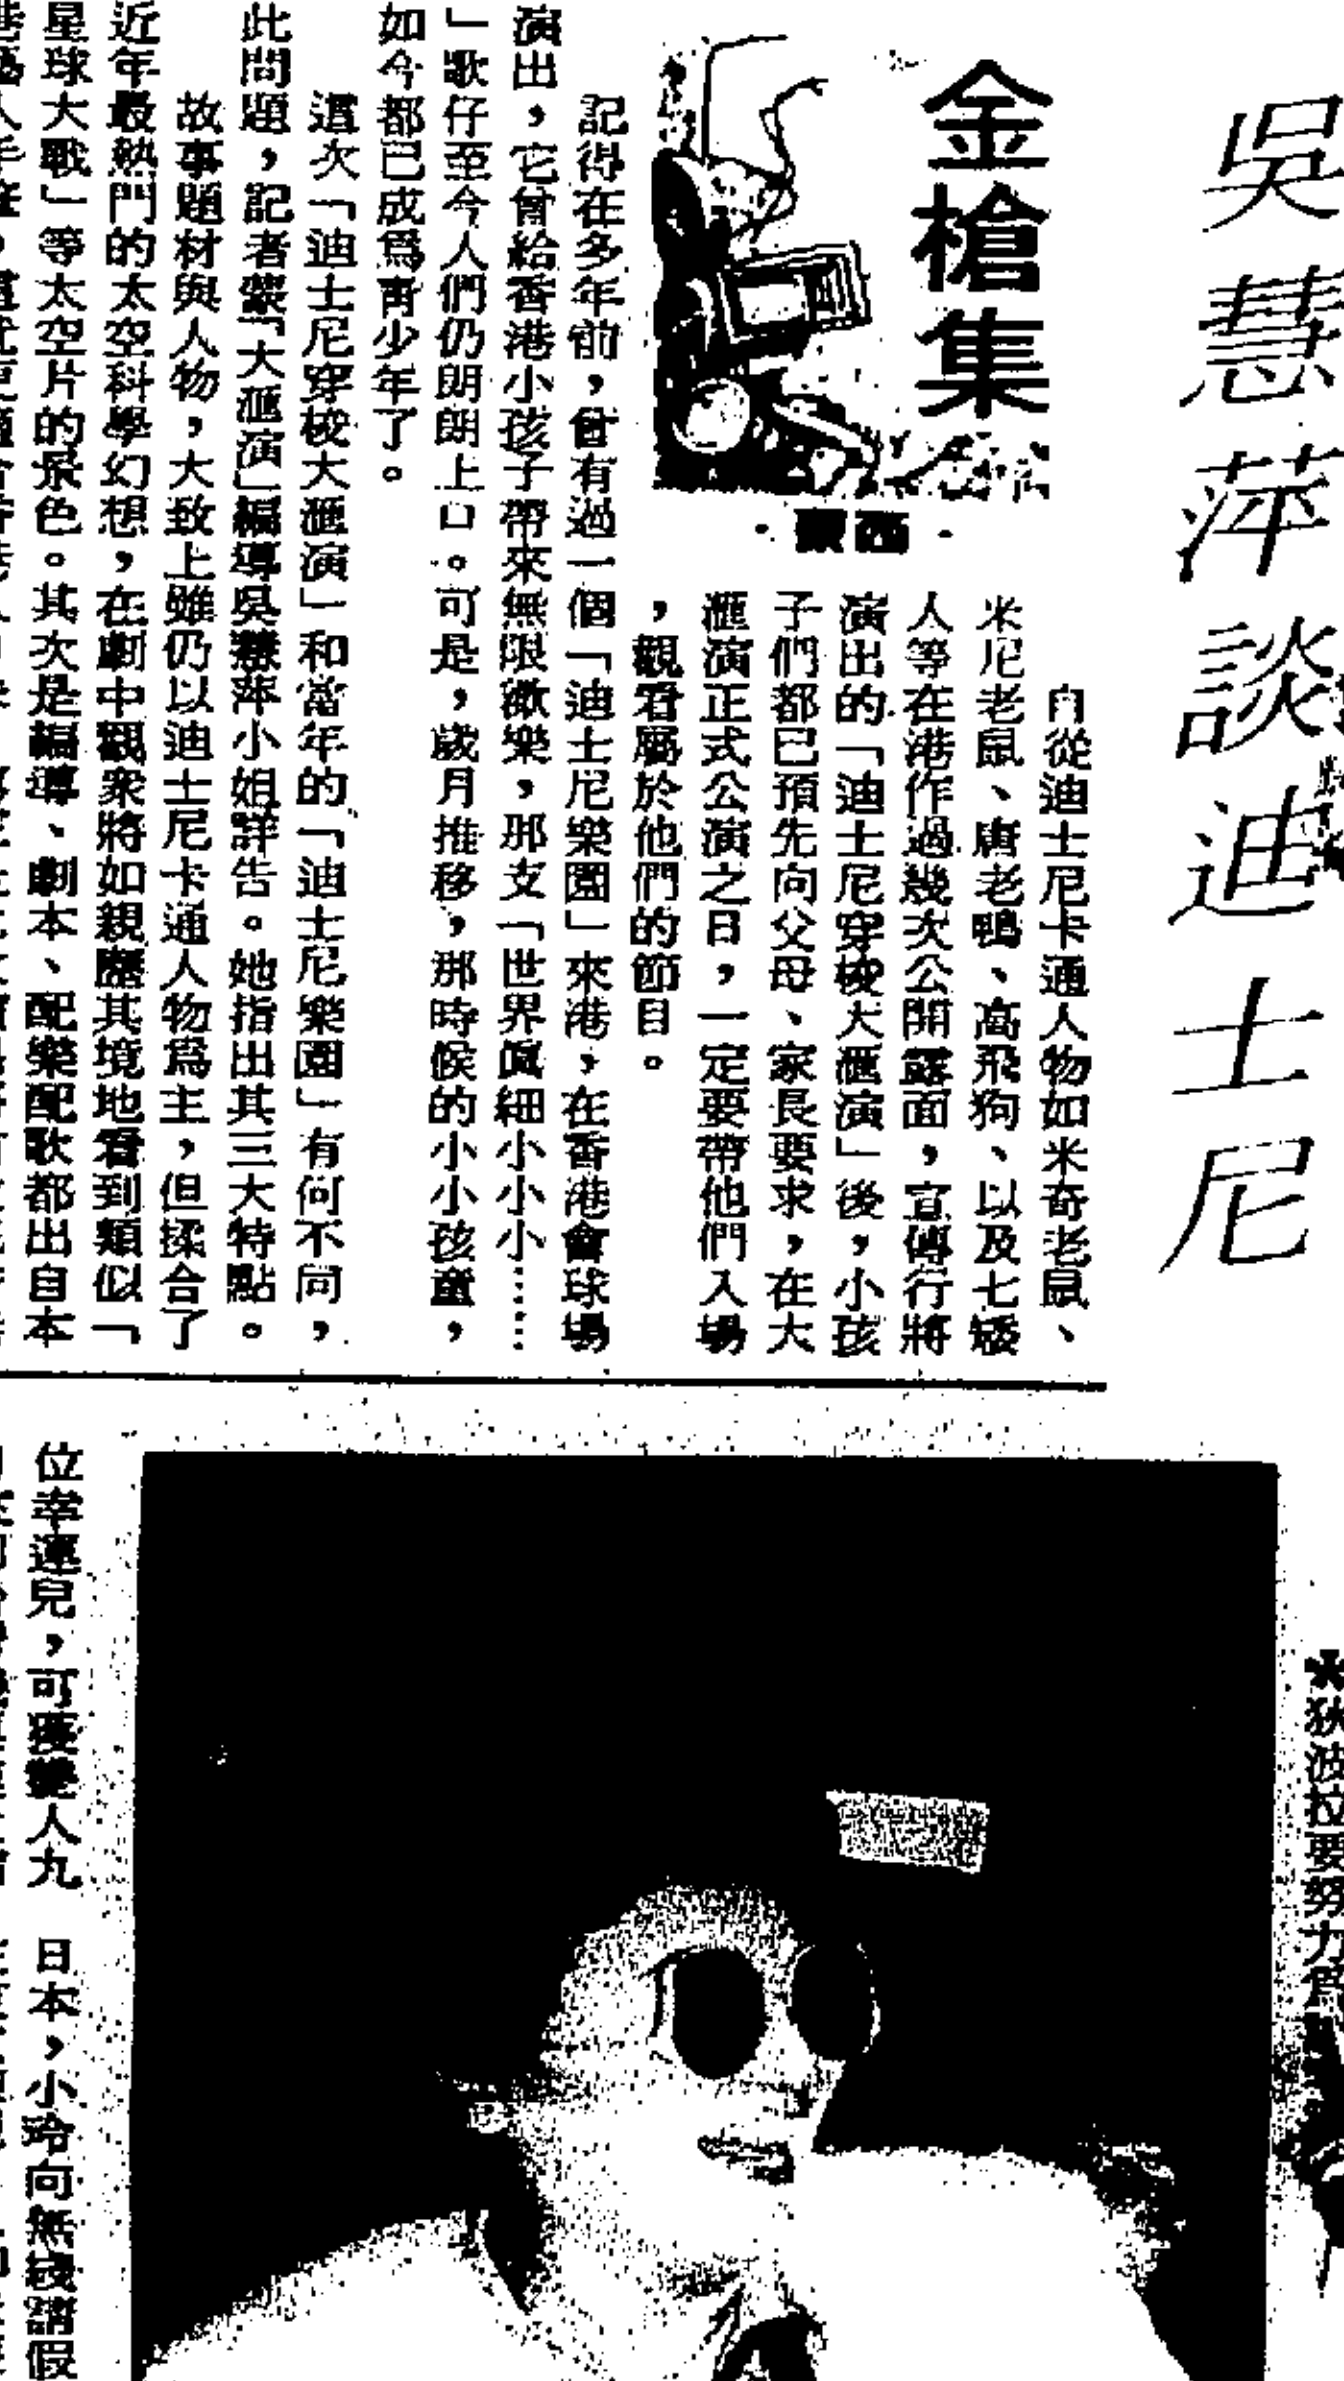 吳慧萍談迪士尼
金槍集
自從迪士尼卡通人物如米奇老鼠、
米尼老鼠、唐老鴨、高飛狗、以及七矮
人等在港作過幾次公開露面，宣傳行將
演出的「迪士尼穿梭大滙演」後，小孩
子們都已預先向父母、家長要求，在大
滙演正式公演之日，一定要帶他們入場
，觀看屬於他們的節目。
記得在多年前，曾有過一個「迪士尼樂園」來港，在香港會球場
演出，它曾給香港小孩子帶來無限歡樂，那支「世界眞細小小小……
」歌仔至今人們仍朗朗上口。可是，歲月推移，那時候的小小孩童，
如今都已成爲靑少年了。
這次「迪士尼穿梭大滙演」和當年的「迪士尼樂園」有何不同，
此問題，記者蒙「大滙演」編導吳慧萍小姐詳告。她指出其三大特點。
故事題材與人物，大致上雖仍以迪士尼卡通人物爲主，但揉合了
近年最熱門的太空科學幻想，在劇中觀衆將如親歷其境地看到類似「
星球大戰」等太空片的景色。其次是編導、劇本、配樂配歌都出自本
＊狄波拉要努力爲
位幸運兒，可獲雙人丸
日本，小玲向無綫請假